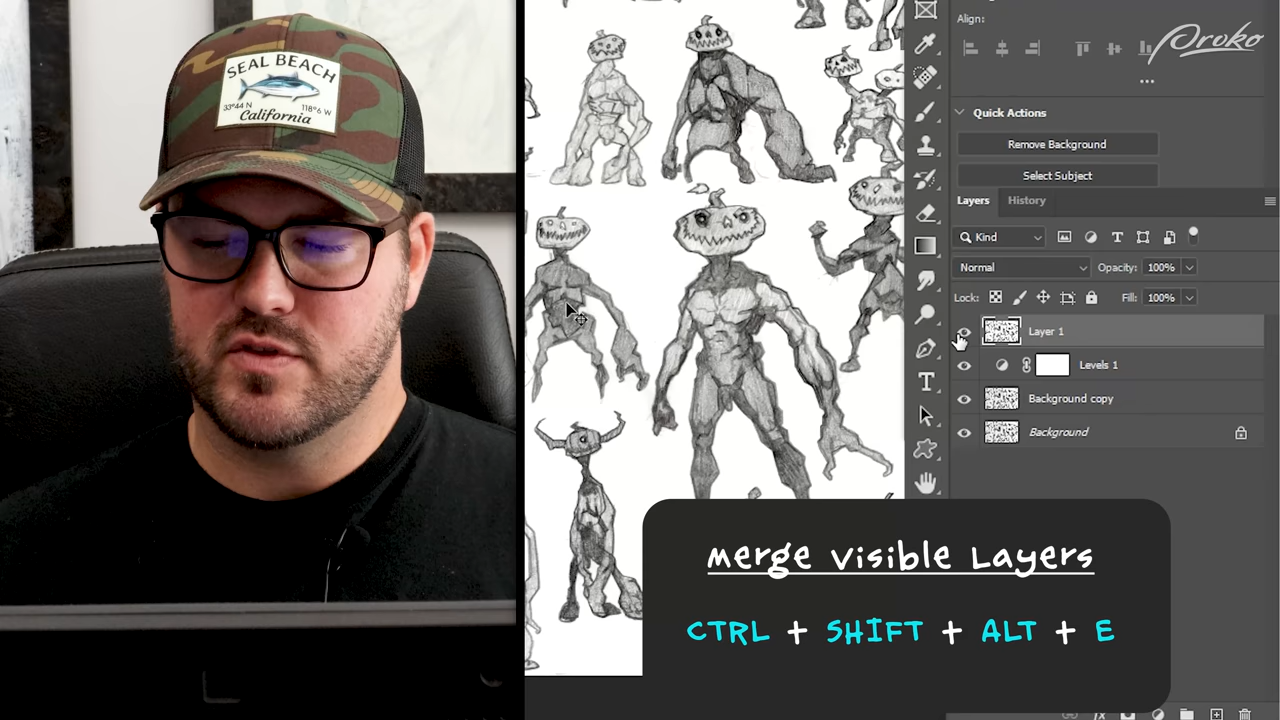 SEAL BEACH
33°44 N 118°6 W
California
Align:
Proko
Quick Actions
Remove Background
Select Subject
Layers History
Kind
Normal Opacity: 100%
Lock: Fill: 100%
Layer 1
Levels 1
Background copy
Background
fx
Merge Visible Layers
CTRL + SHIFT + ALT + E